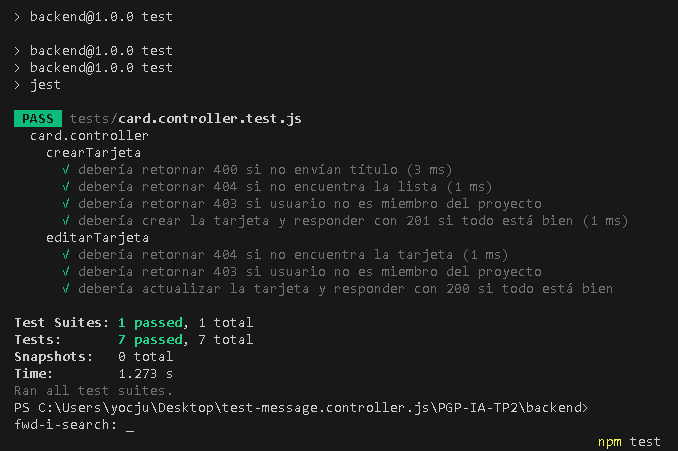 > backend@1.0.0 test
> backend@1.0.0 test
> backend@1.0.0 test
> jest
PASS tests/card.controller.test.js
card.controller
crearTarjeta
√ debería retornar 400 si no envían título (3 ms)
√ debería retornar 404 si no encuentra la lista (1 ms)
√ debería retornar 403 si usuario no es miembro del proyecto
√ debería crear la tarjeta y responder con 201 si todo está bien (1 ms)
editarTarjeta
√ debería retornar 404 si no encuentra la tarjeta (1 ms)
√ debería retornar 403 si usuario no es miembro del proyecto
√ debería actualizar la tarjeta y responder con 200 si todo está bien
Test Suites: 1 passed, 1 total
Tests: 7 passed, 7 total
Snapshots: 0 total
Time: 1.273 s
Ran all test suites.
PS C:\Users\yocju\Desktop\test-message.controller.js\PGP-IA-TP2\backend>
fwd-i-search: _
npm test